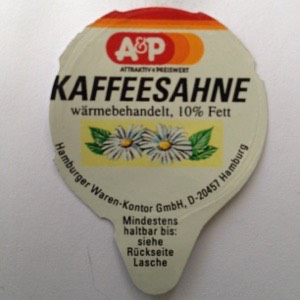 A&P
ATTRAKTIV + PREISWERT
KAFFEESAHNE
wärmebehandelt, 10% Fett
Hamburger Waren-Kontor GmbH, D-20457 Hamburg
Mindestens
haltbar bis:
siehe
Rückseite
Lasche